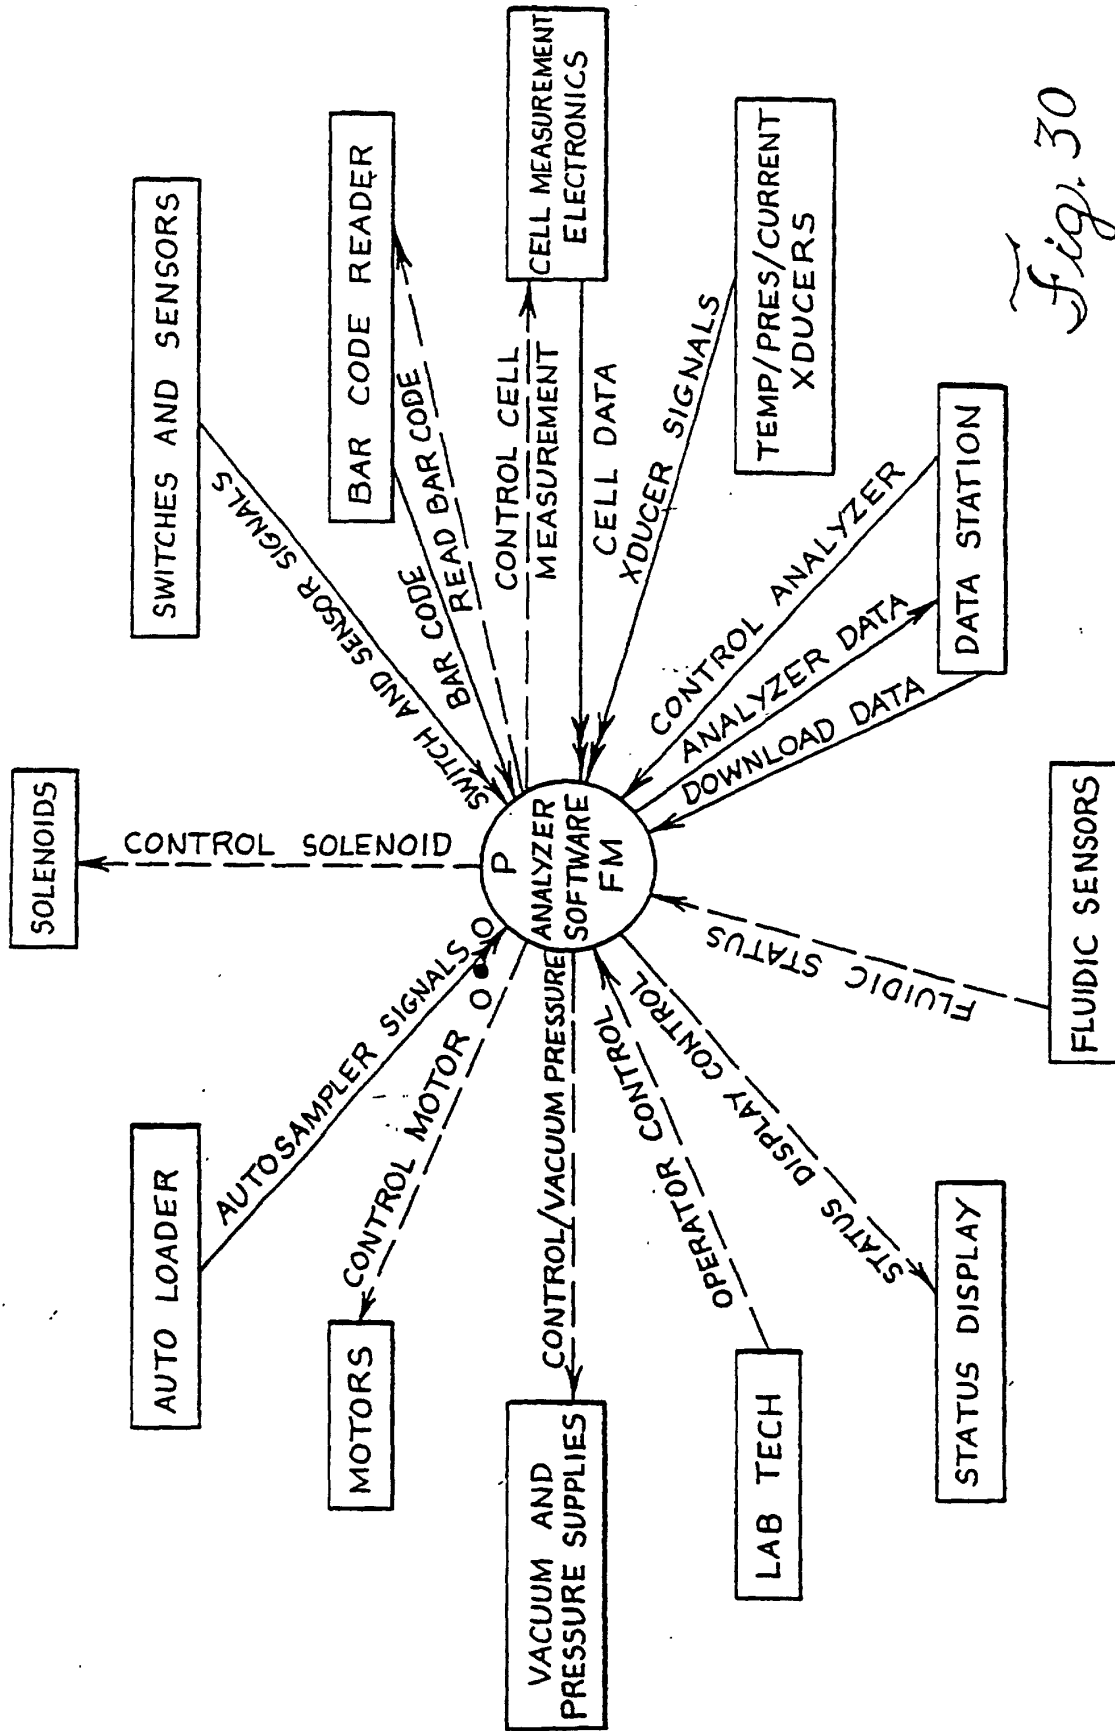 SOLENOIDS
CONTROL SOLENOID
AUTO LOADER
AUTOSAMPLER SIGNALS
SWITCHES AND SENSORS
SWITCH AND SENSOR SIGNALS
MOTORS
CONTROL MOTOR
BAR CODE READER
BAR CODE
READ BAR CODE
VACUUM AND
PRESSURE SUPPLIES
CONTROL/VACUUM PRESSURE
P
ANALYZER
SOFTWARE
FM
CONTROL CELL
MEASUREMENT
CELL MEASUREMENT
ELECTRONICS
CELL DATA
LAB TECH
OPERATOR CONTROL
XDUCER SIGNALS
TEMP/PRES/CURRENT
XDUCERS
STATUS DISPLAY
STATUS DISPLAY CONTROL
FLUIDIC STATUS
FLUIDIC SENSORS
CONTROL ANALYZER
ANALYZER DATA
DOWNLOAD DATA
DATA STATION
Fig. 30